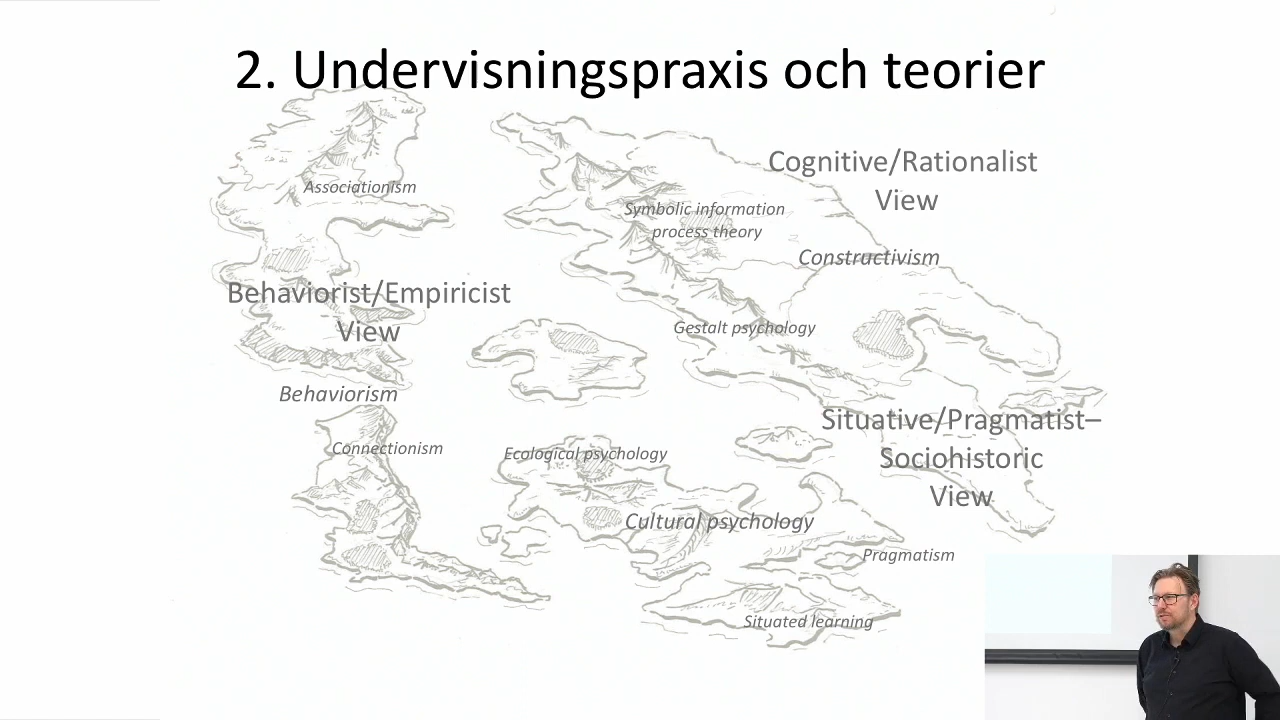 2. Undervisningspraxis och teorier
Cognitive/Rationalist
View
Associationism
Symbolic information
process theory
Constructivism
Behaviorist/Empiricist
View
Gestalt psychology
Behaviorism
Situative/Pragmatist–
Sociohistoric
View
Connectionism
Ecological psychology
Cultural psychology
Pragmatism
Situated learning